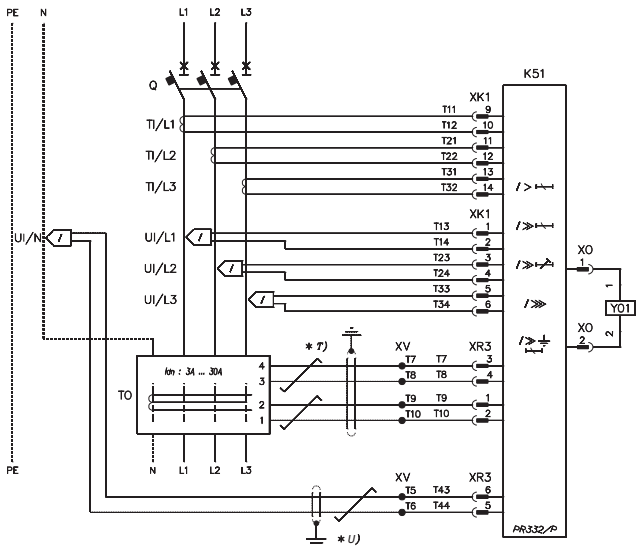 PE N L1 L2 L3
K51
Q
XK1
T11 9
TI/L1 T12 10
T21 11
TI/L2 T22 12
T31 13
TI/L3 T32 14
XK1
UI/N UI/L1 T13 1
T14 2
UI/L2 T23 3
T24 4
UI/L3 T33 5
T34 6
XO
1
1
YO1
2
XO
2
* T) XV XR3
Idn : 3A ... 30A 4 T7 T7 3
3 T8 T8 4
TO
2 T9 T9 1
1 T10 T10 2
PE N L1 L2 L3
XV XR3
T5 T43 6
T6 T44 5
* U)
PR332/P